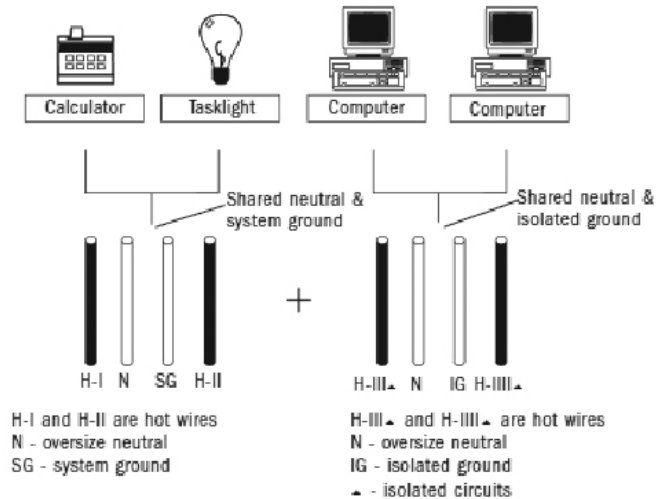 Calculator
Tasklight
Computer
Computer
Shared neutral &
system ground
Shared neutral &
isolated ground
+
H-I N SG H-II
H-III▲ N IG H-IIII▲
H-I and H-II are hot wires
N - oversize neutral
SG - system ground
H-III▲ and H-IIII▲ are hot wires
N - oversize neutral
IG - isolated ground
▲ - isolated circuits